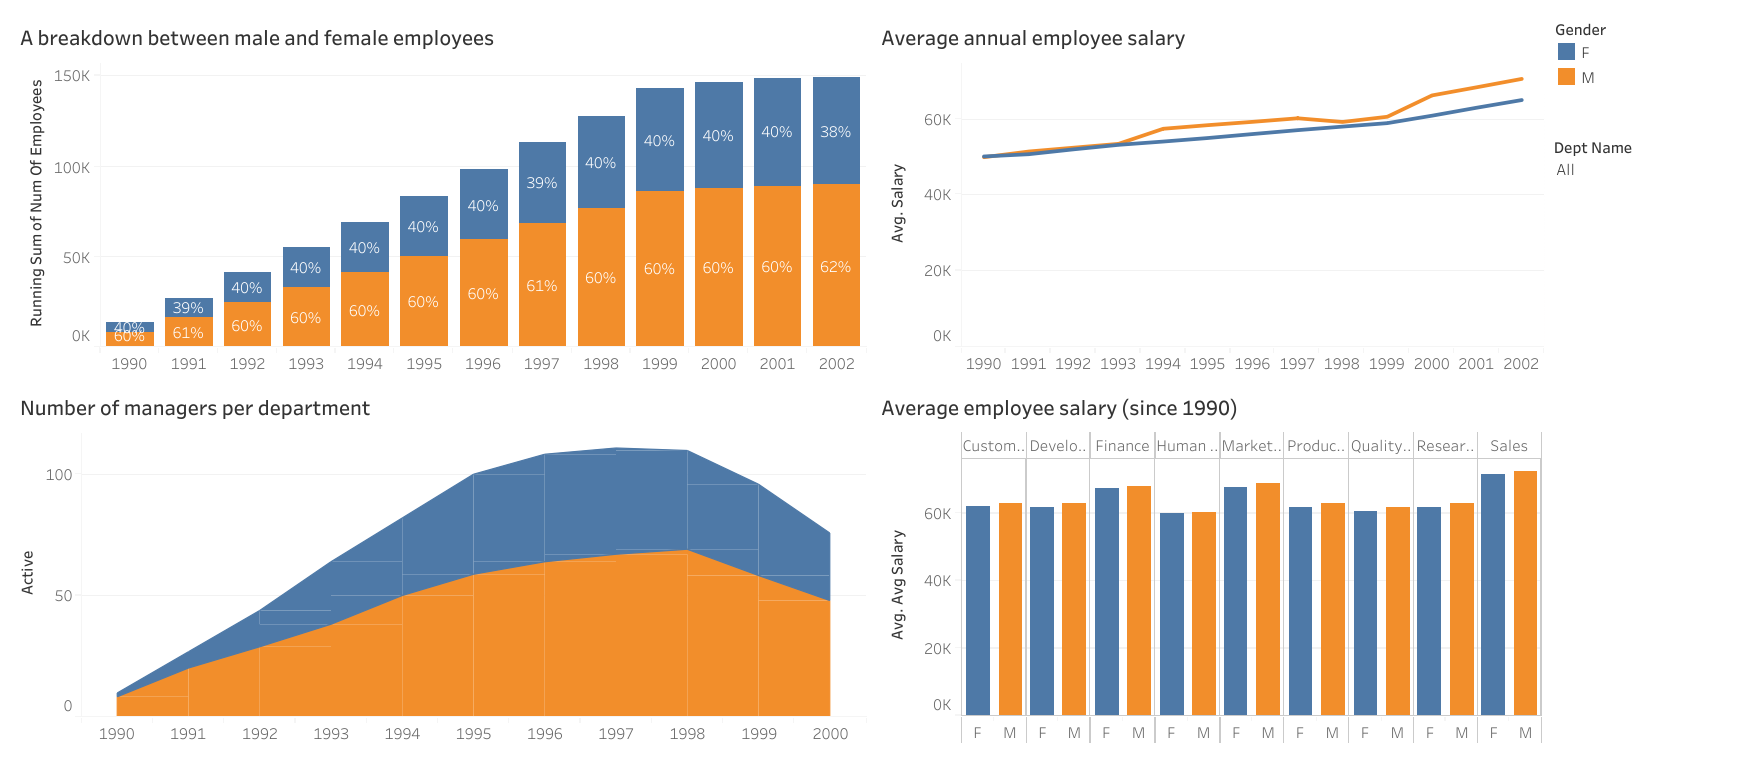 A breakdown between male and female employees
Running Sum of Num Of Employees
150K
100K
50K
0K
40% 39% 40% 40% 40% 40% 40% 39% 40% 40% 40% 40% 38%
60% 61% 60% 60% 60% 60% 60% 61% 60% 60% 60% 60% 62%
1990 1991 1992 1993 1994 1995 1996 1997 1998 1999 2000 2001 2002
Average annual employee salary
Avg. Salary
60K
40K
20K
0K
1990 1991 1992 1993 1994 1995 1996 1997 1998 1999 2000 2001 2002
Gender
F
M
Dept Name
All
Number of managers per department
Active
100
50
0
1990 1991 1992 1993 1994 1995 1996 1997 1998 1999 2000
Average employee salary (since 1990)
Custom.. Develo.. Finance Human .. Market.. Produc.. Quality.. Resear.. Sales
Avg. Avg Salary
60K
40K
20K
0K
F M F M F M F M F M F M F M F M F M